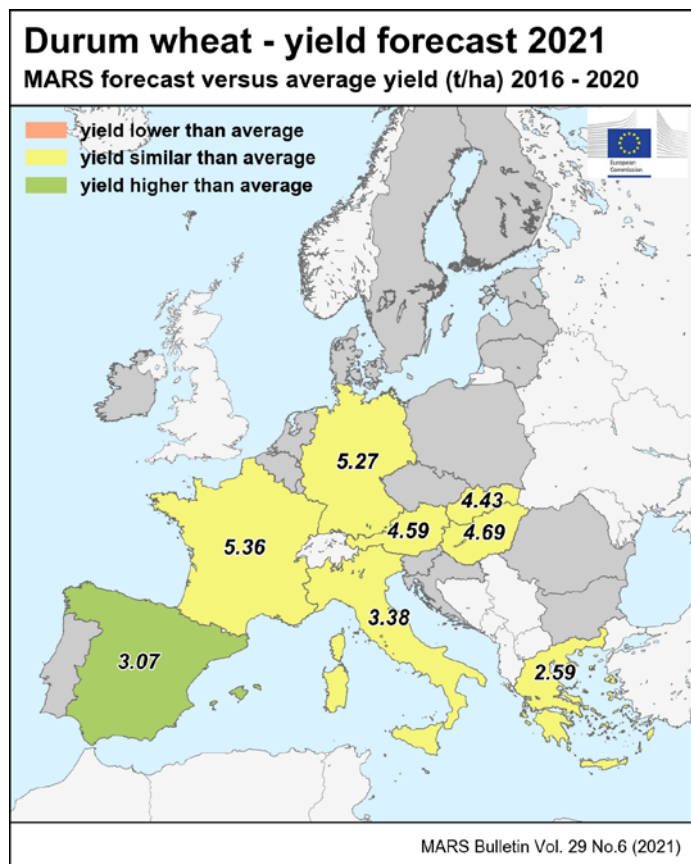 Durum wheat - yield forecast 2021
MARS forecast versus average yield (t/ha) 2016 - 2020
yield lower than average
yield similar than average
yield higher than average
European
Commission
5.27
4.43
4.59
4.69
5.36
3.38
3.07
2.59
MARS Bulletin Vol. 29 No.6 (2021)